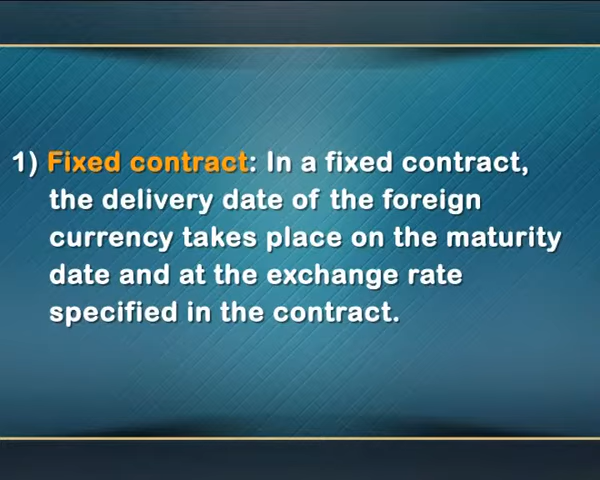 1) Fixed contract: In a fixed contract,
the delivery date of the foreign
currency takes place on the maturity
date and at the exchange rate
specified in the contract.